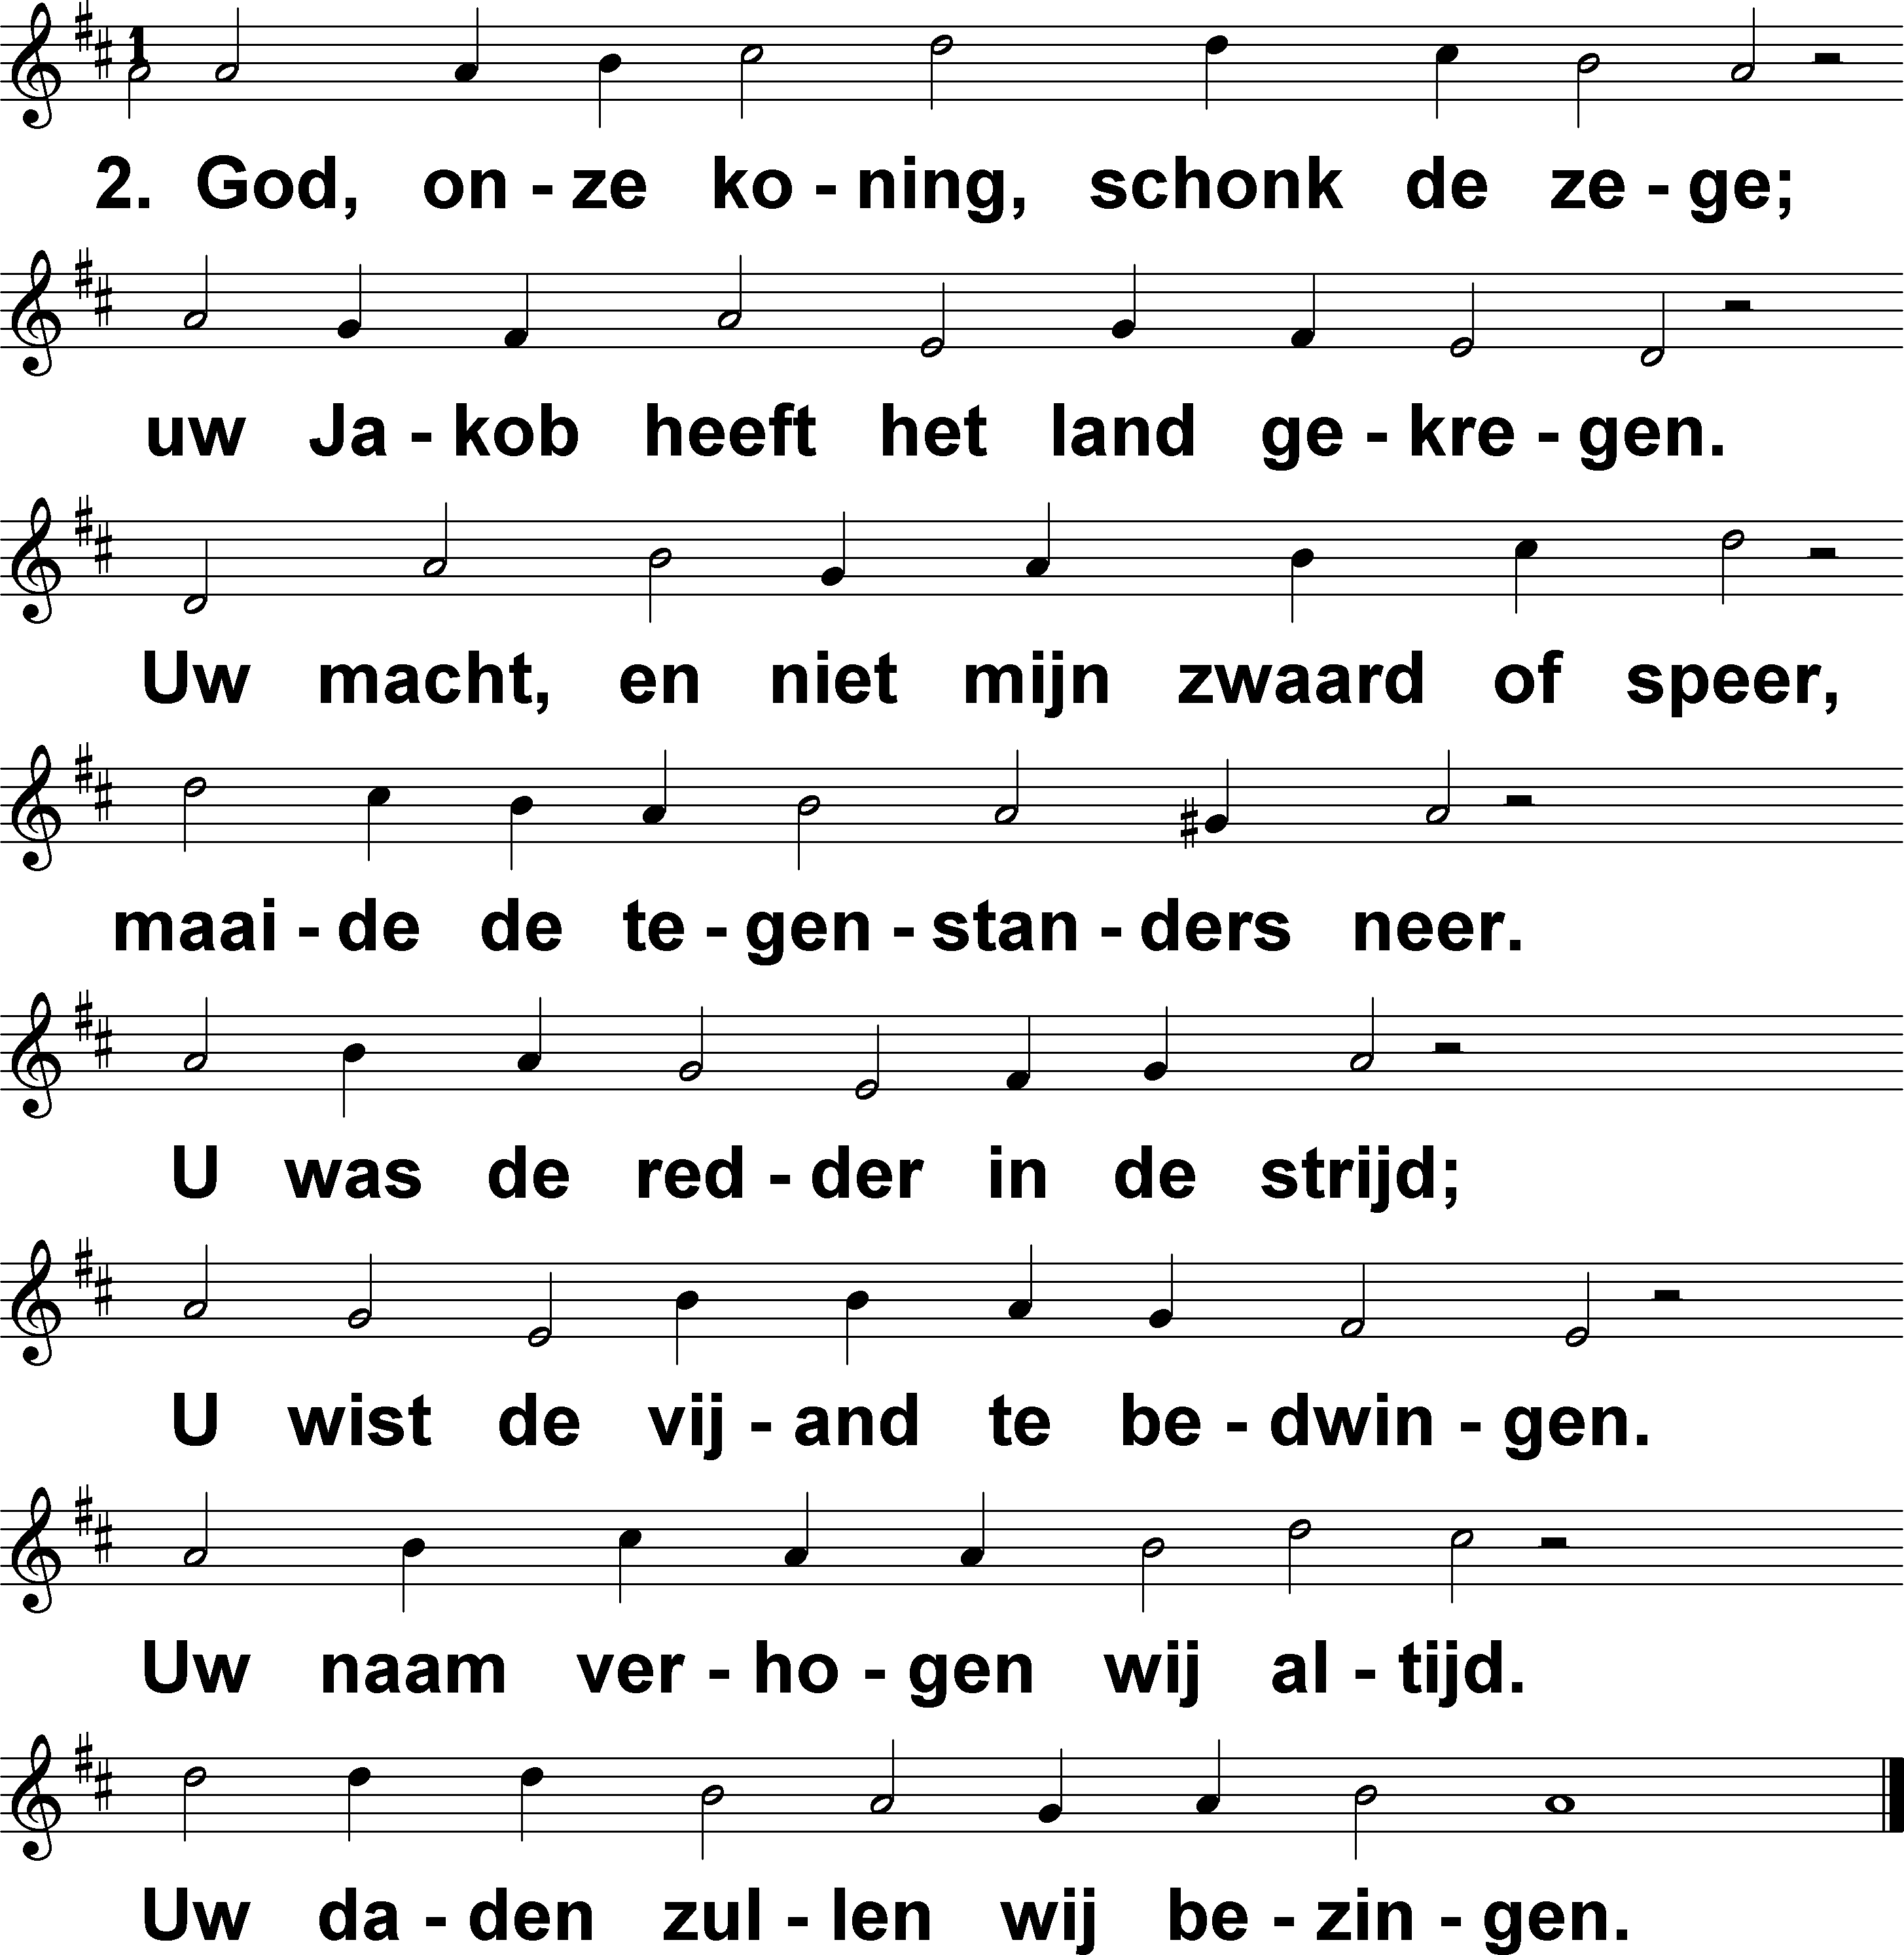 1
2. God, on - ze ko - ning, schonk de ze - ge;
uw Ja - kob heeft het land ge - kre - gen.
Uw macht, en niet mijn zwaard of speer,
maai - de de te - gen - stan - ders neer.
U was de red - der in de strijd;
U wist de vij - and te be - dwin - gen.
Uw naam ver - ho - gen wij al - tijd.
Uw da - den zul - len wij be - zin - gen.